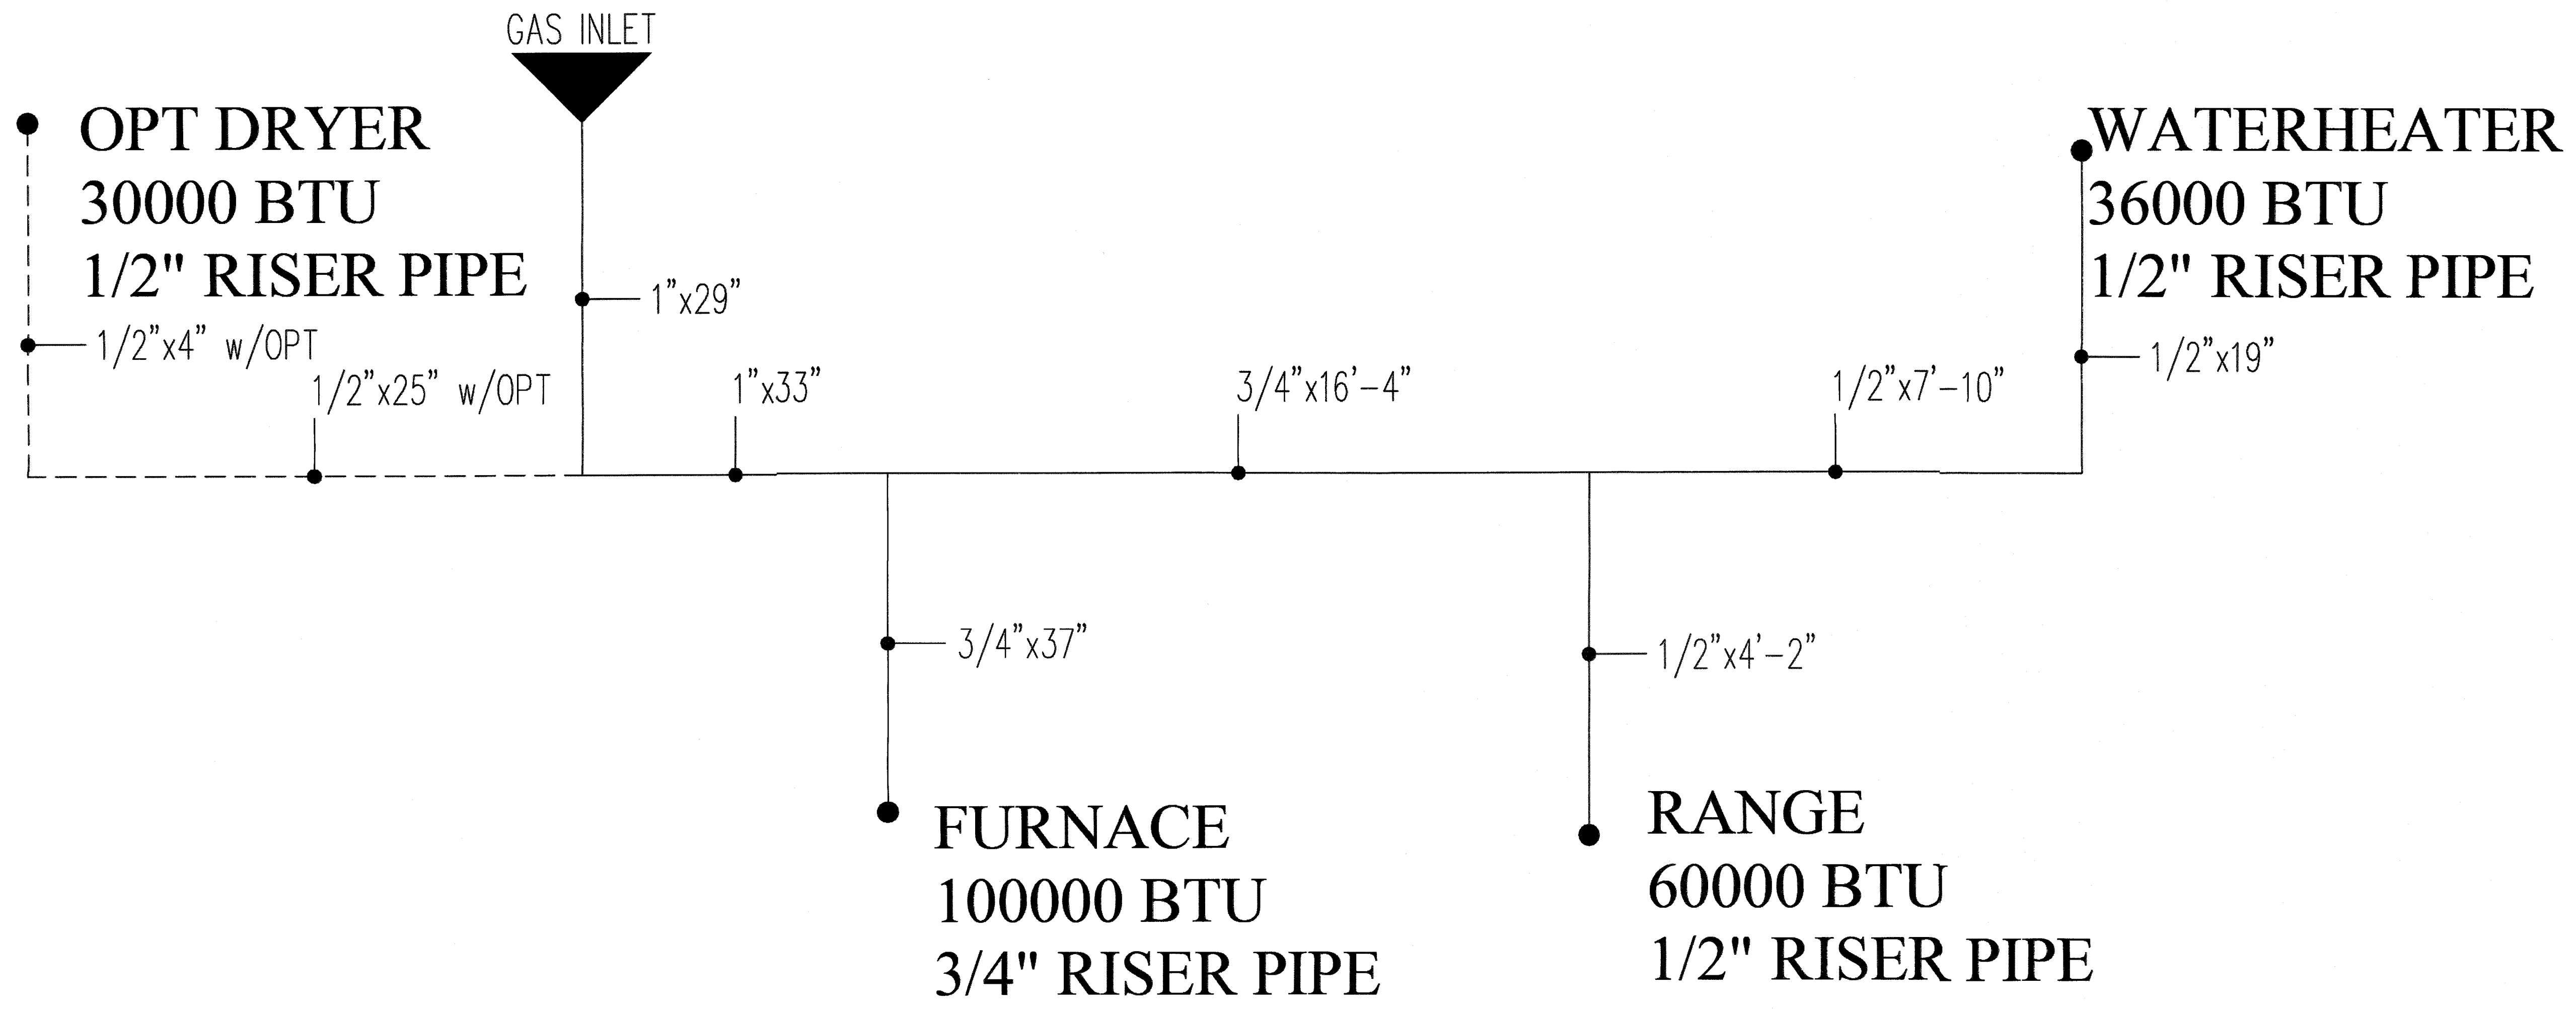 GAS INLET
OPT DRYER
30000 BTU
1/2" RISER PIPE
1/2"x4" w/OPT
1/2"x25" w/OPT
1"x29"
1"x33"
3/4"x16'-4"
1/2"x7'-10"
WATERHEATER
36000 BTU
1/2" RISER PIPE
1/2"x19"
3/4"x37"
1/2"x4'-2"
FURNACE
100000 BTU
3/4" RISER PIPE
RANGE
60000 BTU
1/2" RISER PIPE